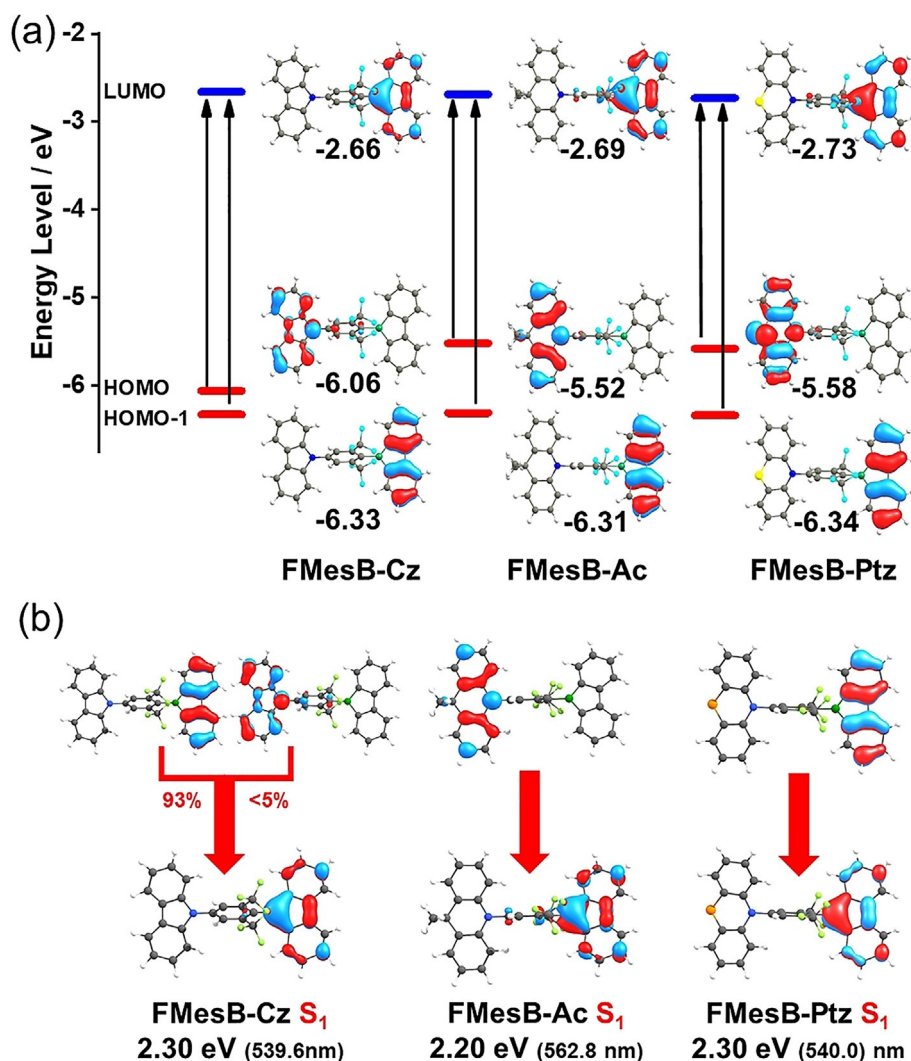 (a)
-2
LUMO
-3
-2.66
-2.69
-2.73
-4
Energy Level / eV
-5
-6
HOMO
-6.06
-5.52
-5.58
HOMO-1
-6.33
-6.31
-6.34
FMesB-Cz
FMesB-Ac
FMesB-Ptz
(b)
93%
<5%
FMesB-Cz S₁
2.30 eV (539.6nm)
FMesB-Ac S₁
2.20 eV (562.8 nm)
FMesB-Ptz S₁
2.30 eV (540.0) nm